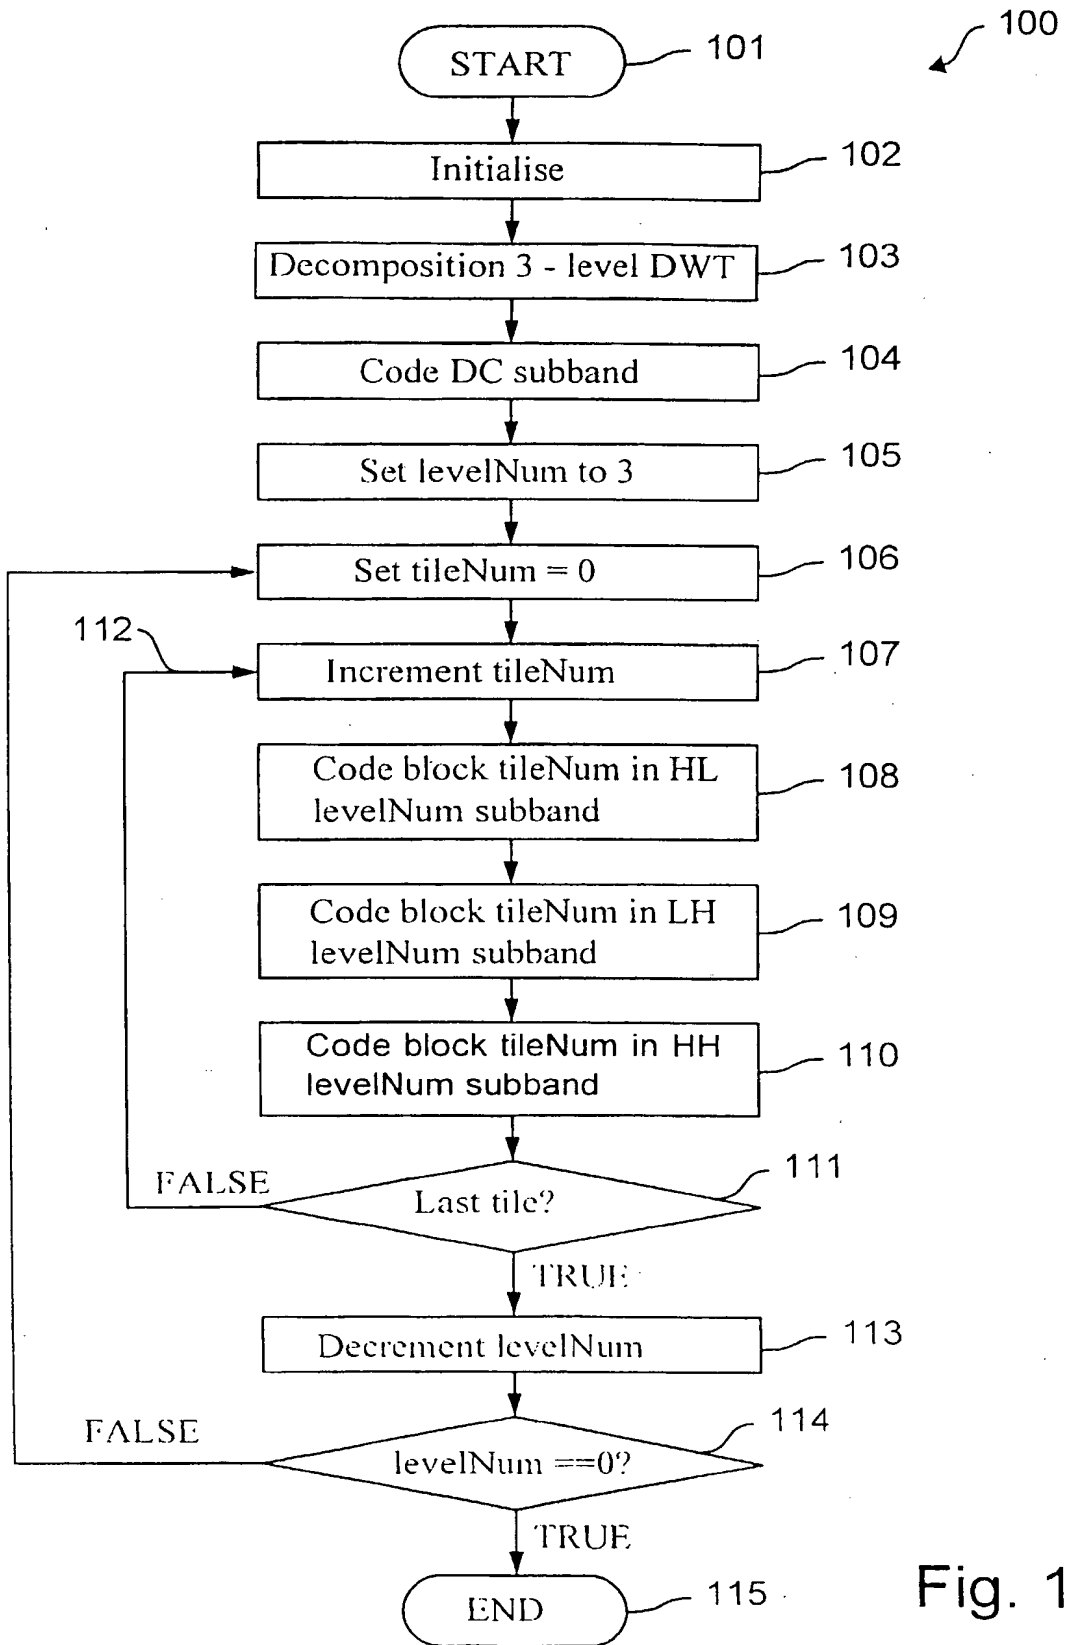 100
START
101
Initialise
102
Decomposition 3 - level DWT
103
Code DC subband
104
Set levelNum to 3
105
Set tileNum = 0
106
112
Increment tileNum
107
Code block tileNum in HL
levelNum subband
108
Code block tileNum in LH
levelNum subband
109
Code block tileNum in HH
levelNum subband
110
FALSE
Last tile?
111
TRUE
Decrement levelNum
113
FALSE
levelNum ==0?
114
TRUE
END
115
Fig. 1